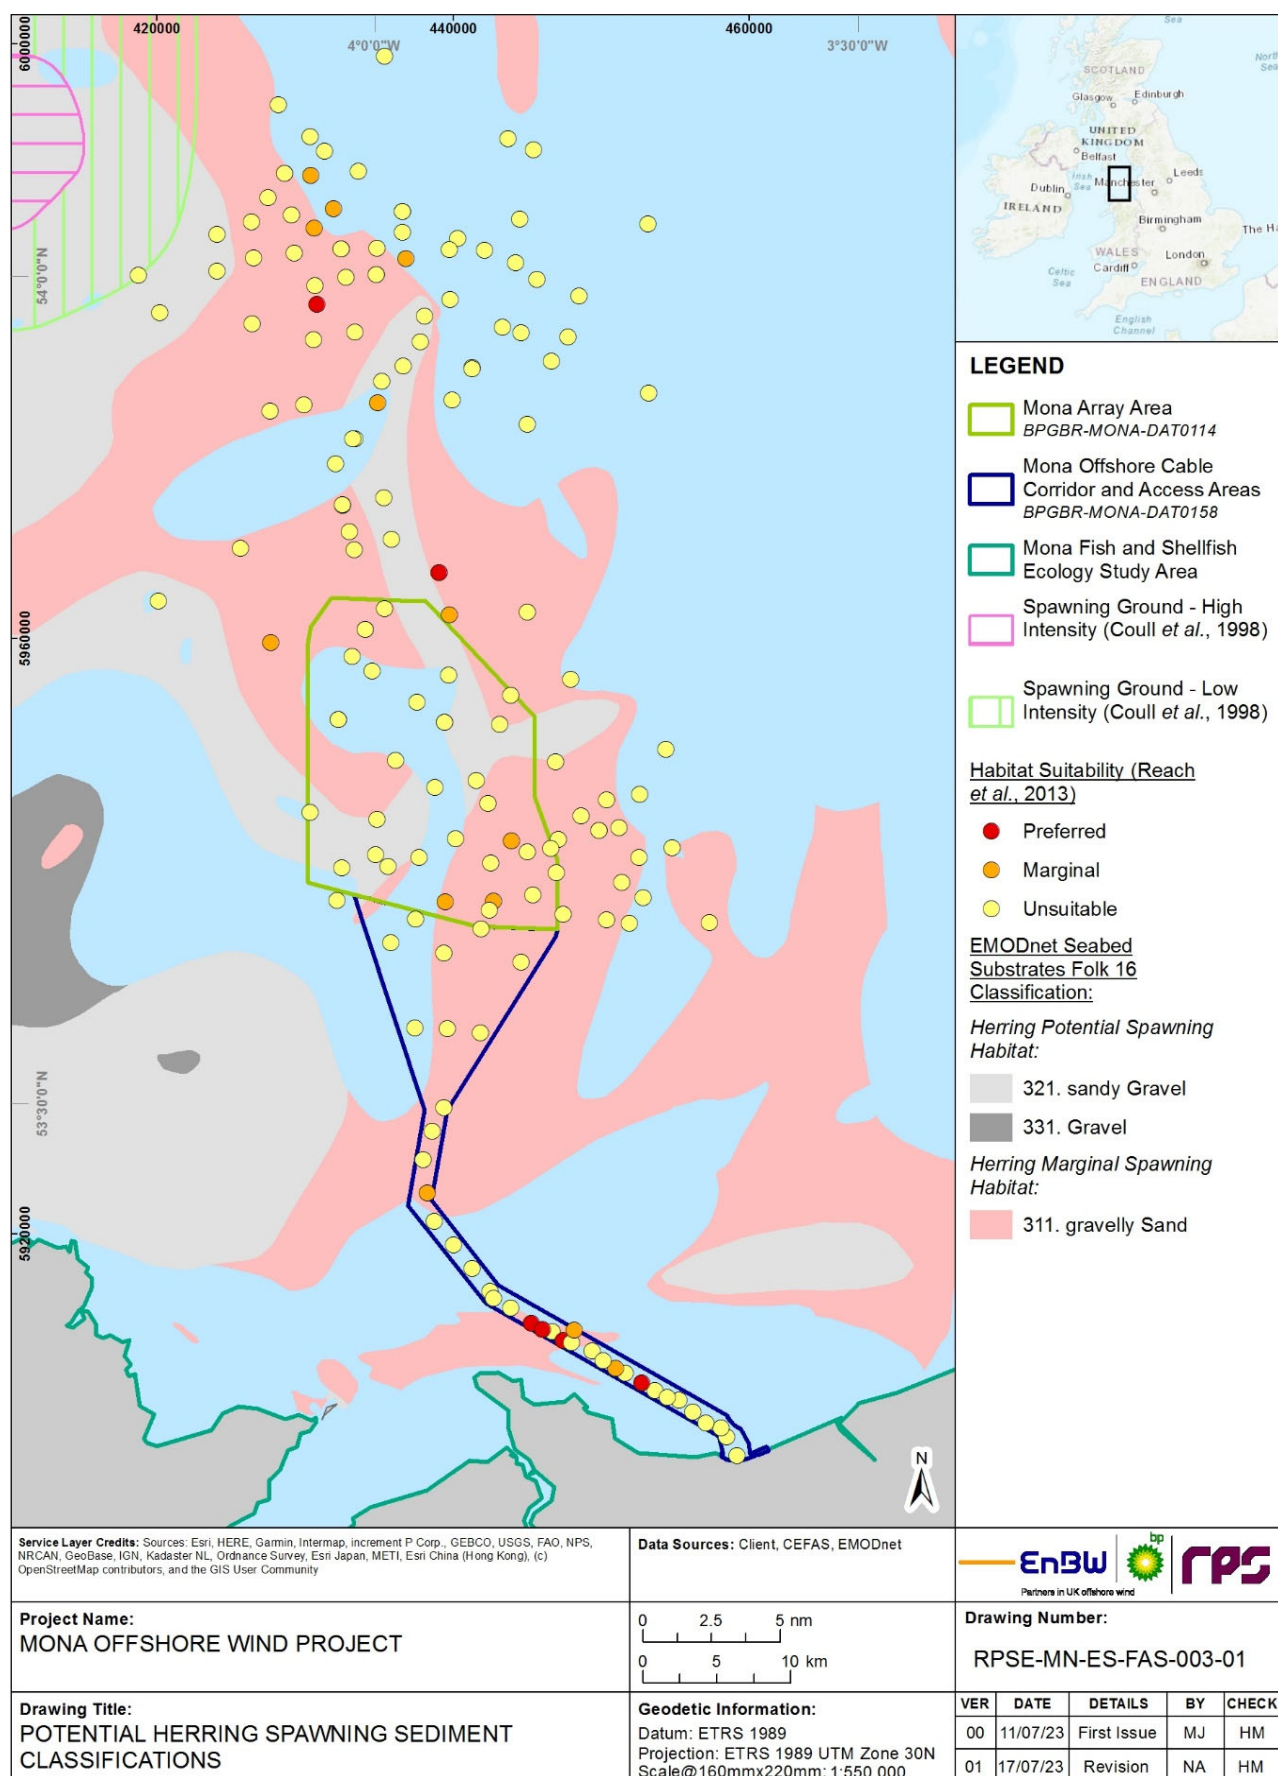 420000
440000
460000
4°0'0"W
3°30'0"W
6000000
54°0'0"N
5960000
53°30'0"N
5920000
N
Sea
North
Sea
SCOTLAND
Glasgow
Edinburgh
UNITED
KINGDOM
Belfast
Irish
Sea
Manchester
Leeds
Dublin
IRELAND
Birmingham
The Ha
WALES
Cardiff
London
Celtic
Sea
ENGLAND
English
Channel
LEGEND
Mona Array Area
BPGBR-MONA-DAT0114
Mona Offshore Cable
Corridor and Access Areas
BPGBR-MONA-DAT0158
Mona Fish and Shellfish
Ecology Study Area
Spawning Ground - High
Intensity (Coull et al., 1998)
Spawning Ground - Low
Intensity (Coull et al., 1998)
Habitat Suitability (Reach
et al., 2013)
Preferred
Marginal
Unsuitable
EMODnet Seabed
Substrates Folk 16
Classification:
Herring Potential Spawning
Habitat:
321. sandy Gravel
331. Gravel
Herring Marginal Spawning
Habitat:
311. gravelly Sand
Service Layer Credits: Sources: Esri, HERE, Garmin, Intermap, increment P Corp., GEBCO, USGS, FAO, NPS,
NRCAN, GeoBase, IGN, Kadaster NL, Ordnance Survey, Esri Japan, METI, Esri China (Hong Kong), (c)
OpenStreetMap contributors, and the GIS User Community
Data Sources: Client, CEFAS, EMODnet
EnBW
bp
rps
Partners in UK offshore wind
Project Name:
MONA OFFSHORE WIND PROJECT
0 2.5 5 nm
0 5 10 km
Drawing Number:
RPSE-MN-ES-FAS-003-01
Drawing Title:
POTENTIAL HERRING SPAWNING SEDIMENT
CLASSIFICATIONS
Geodetic Information:
Datum: ETRS 1989
Projection: ETRS 1989 UTM Zone 30N
Scale@160mmx220mm: 1:550,000
VER DATE DETAILS BY CHECK
00 11/07/23 First Issue MJ HM
01 17/07/23 Revision NA HM